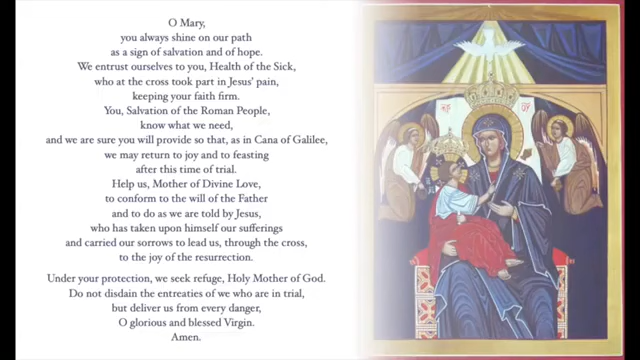 O Mary,
you always shine on our path
as a sign of salvation and of hope.
We entrust ourselves to you, Health of the Sick,
who at the cross took part in Jesus' pain,
keeping your faith firm.
You, Salvation of the Roman People,
know what we need,
and we are sure you will provide so that, as in Cana of Galilee,
we may return to joy and to feasting
after this time of trial.
Help us, Mother of Divine Love,
to conform to the will of the Father
and to do as we are told by Jesus,
who has taken upon himself our sufferings
and carried our sorrows to lead us, through the cross,
to the joy of the resurrection.
Under your protection, we seek refuge, Holy Mother of God.
Do not disdain the entreaties of we who are in trial,
but deliver us from every danger,
O glorious and blessed Virgin.
Amen.